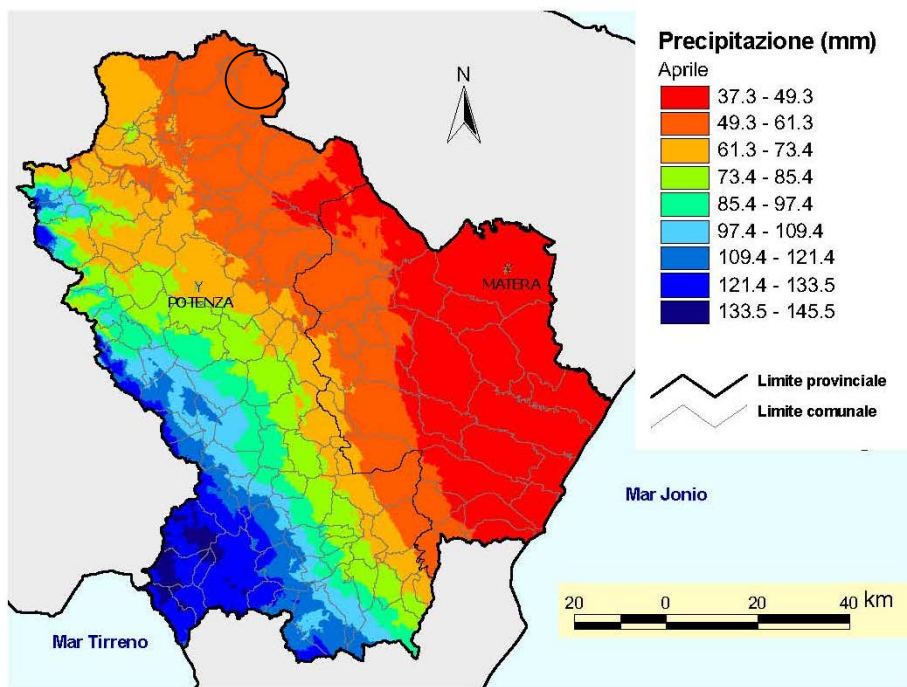 Precipitazione (mm)
Aprile
37.3 - 49.3
49.3 - 61.3
61.3 - 73.4
73.4 - 85.4
85.4 - 97.4
97.4 - 109.4
109.4 - 121.4
121.4 - 133.5
133.5 - 145.5
Limite provinciale
Limite comunale
N
POTENZA
MATERA
Mar Jonio
Mar Tirreno
20 0 20 40 km